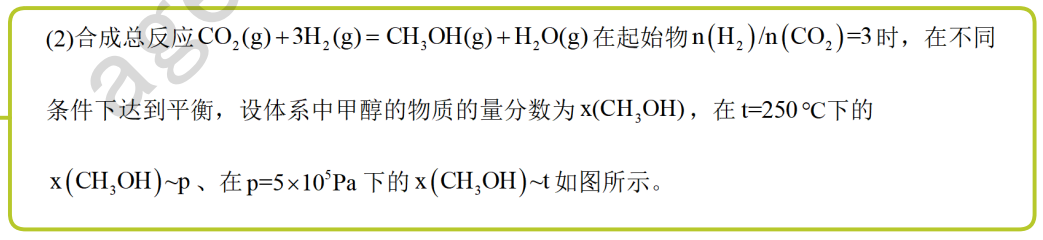 (2)合成总反应CO₂(g)+3H₂(g)= CH₃OH(g)+H₂O(g)在起始物n(H₂)/n(CO₂)=3时，在不同
条件下达到平衡，设体系中甲醇的物质的量分数为x(CH₃OH)，在t=250℃下的
x(CH₃OH)~p、在p=5×10⁵Pa下的x(CH₃OH)~t如图所示。